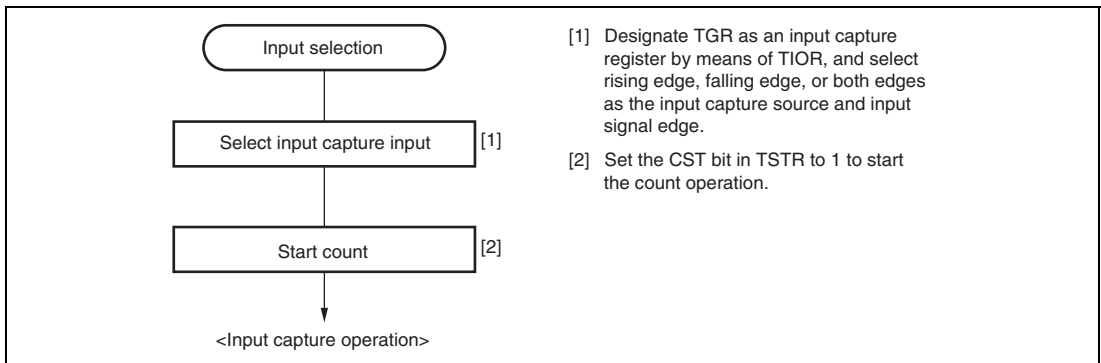 Input selection
Select input capture input
[1]
Start count
[2]
<Input capture operation>
[1] Designate TGR as an input capture
register by means of TIOR, and select
rising edge, falling edge, or both edges
as the input capture source and input
signal edge.
[2] Set the CST bit in TSTR to 1 to start
the count operation.